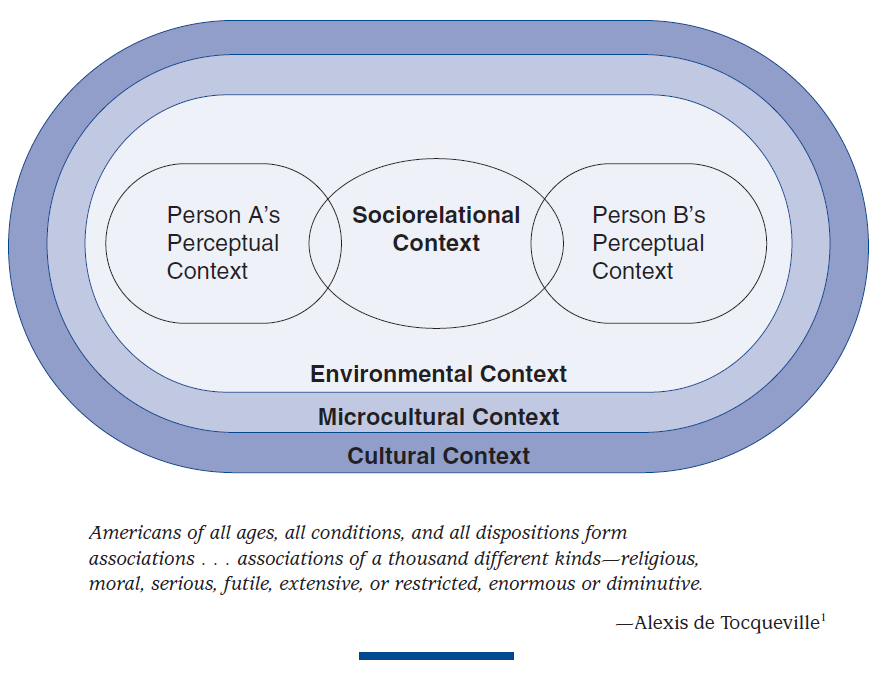 Person A’s
Perceptual
Context
Sociorelational
Context
Person B’s
Perceptual
Context
Environmental Context
Microcultural Context
Cultural Context
Americans of all ages, all conditions, and all dispositions form
associations . . . associations of a thousand different kinds—religious,
moral, serious, futile, extensive, or restricted, enormous or diminutive.
—Alexis de Tocqueville¹